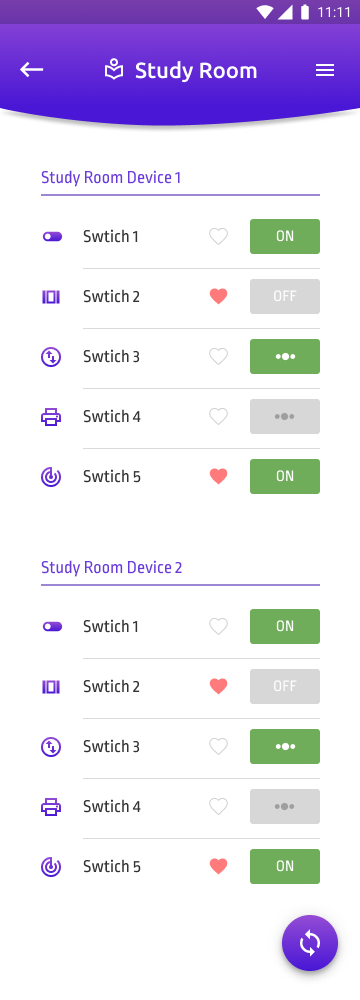 11:11
Study Room
Study Room Device 1
Swtich 1 ON
Swtich 2 OFF
Swtich 3
Swtich 4
Swtich 5 ON
Study Room Device 2
Swtich 1 ON
Swtich 2 OFF
Swtich 3
Swtich 4
Swtich 5 ON